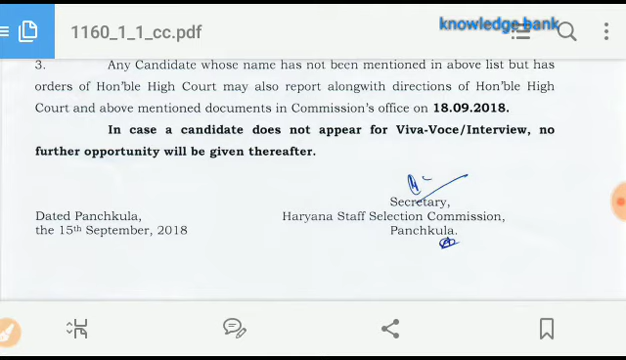 knowledge bank
1160_1_1_cc.pdf
3. Any Candidate whose name has not been mentioned in above list but has
orders of Hon'ble High Court may also report alongwith directions of Hon'ble High
Court and above mentioned documents in Commission's office on 18.09.2018.
In case a candidate does not appear for Viva-Voce/Interview, no
further opportunity will be given thereafter.
Secretary,
Dated Panchkula,
Haryana Staff Selection Commission,
the 15th September, 2018
Panchkula.